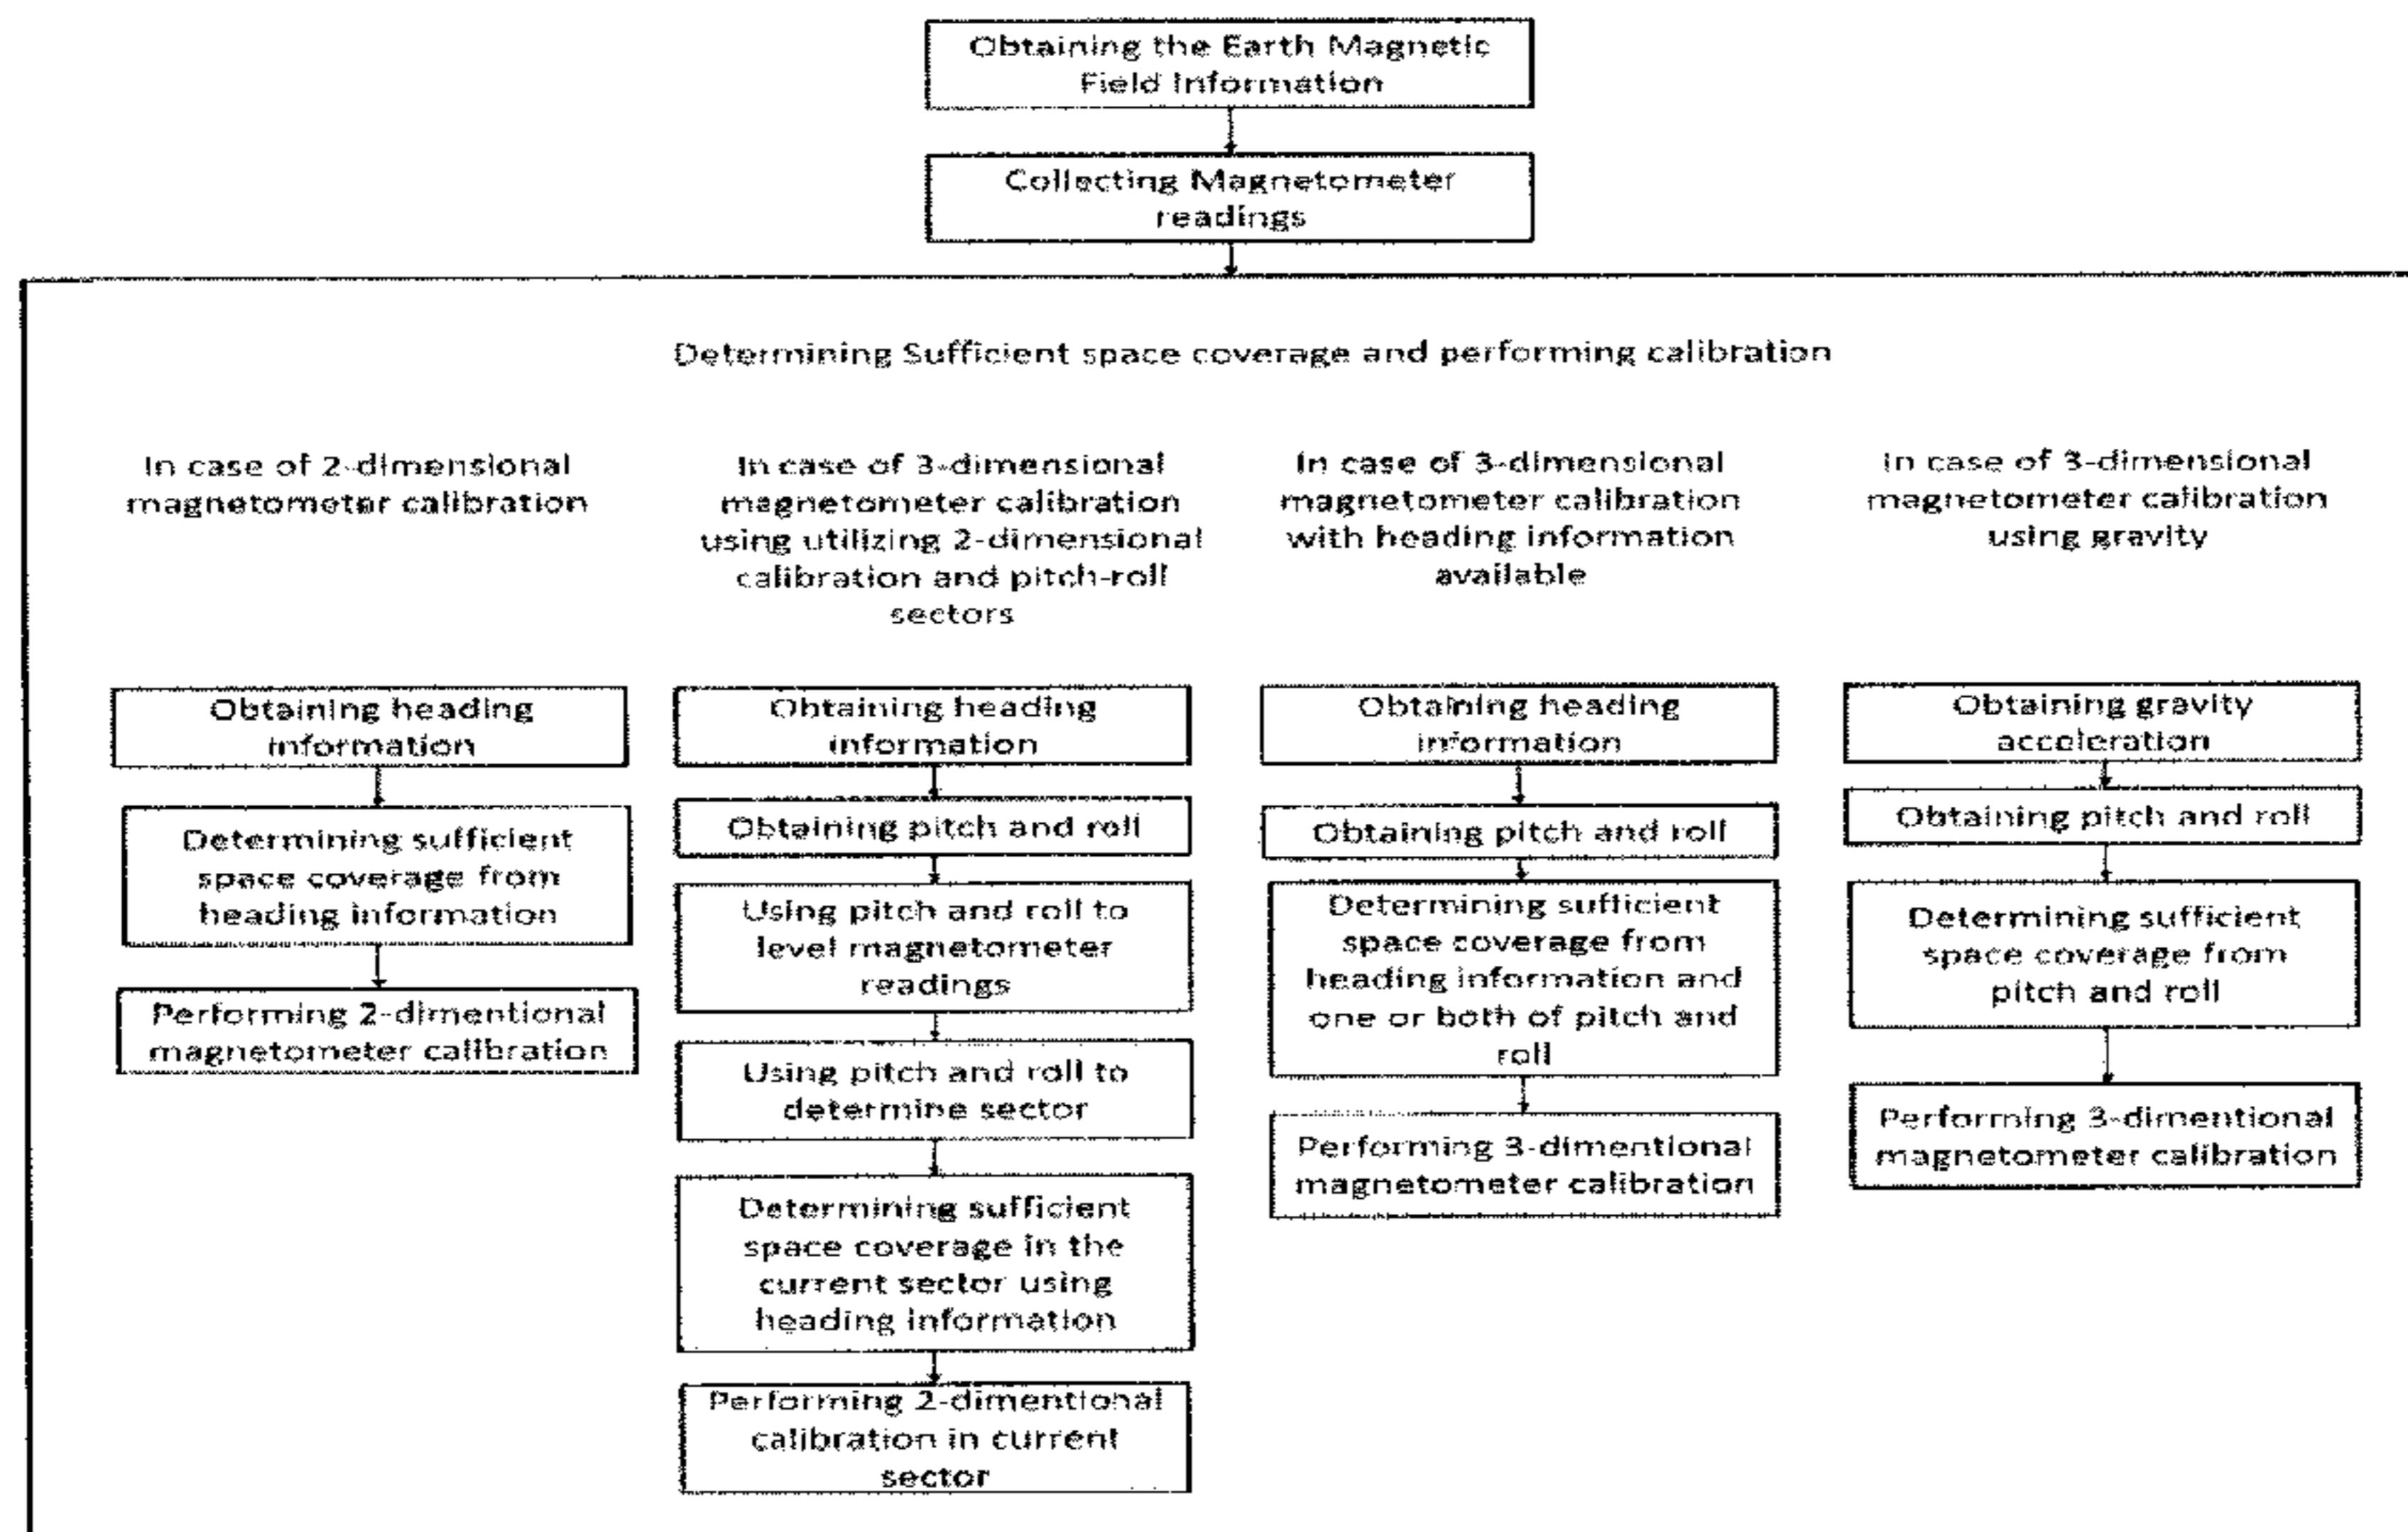 Obtaining the Earth Magnetic
Field Information
Collecting Magnetometer
readings
Determining Sufficient space coverage and performing calibration
In case of 2-dimensional
magnetometer calibration
Obtaining heading
information
Determining sufficient
space coverage from
heading information
Performing 2-dimentional
magnetometer calibration
In case of 3-dimensional
magnetometer calibration
using utilizing 2-dimensional
calibration and pitch-roll
sectors
Obtaining heading
information
Obtaining pitch and roll
Using pitch and roll to
level magnetometer
readings
Using pitch and roll to
determine sector
Determining sufficient
space coverage in the
current sector using
heading information
Performing 2-dimentional
calibration in current
sector
In case of 3-dimensional
magnetometer calibration
with heading information
available
Obtaining heading
information
Obtaining pitch and roll
Determining sufficient
space coverage from
heading information and
one or both of pitch and
roll
Performing 3-dimentional
magnetometer calibration
In case of 3-dimensional
magnetometer calibration
using gravity
Obtaining gravity
acceleration
Obtaining pitch and roll
Determining sufficient
space coverage from
pitch and roll
Performing 3-dimentional
magnetometer calibration